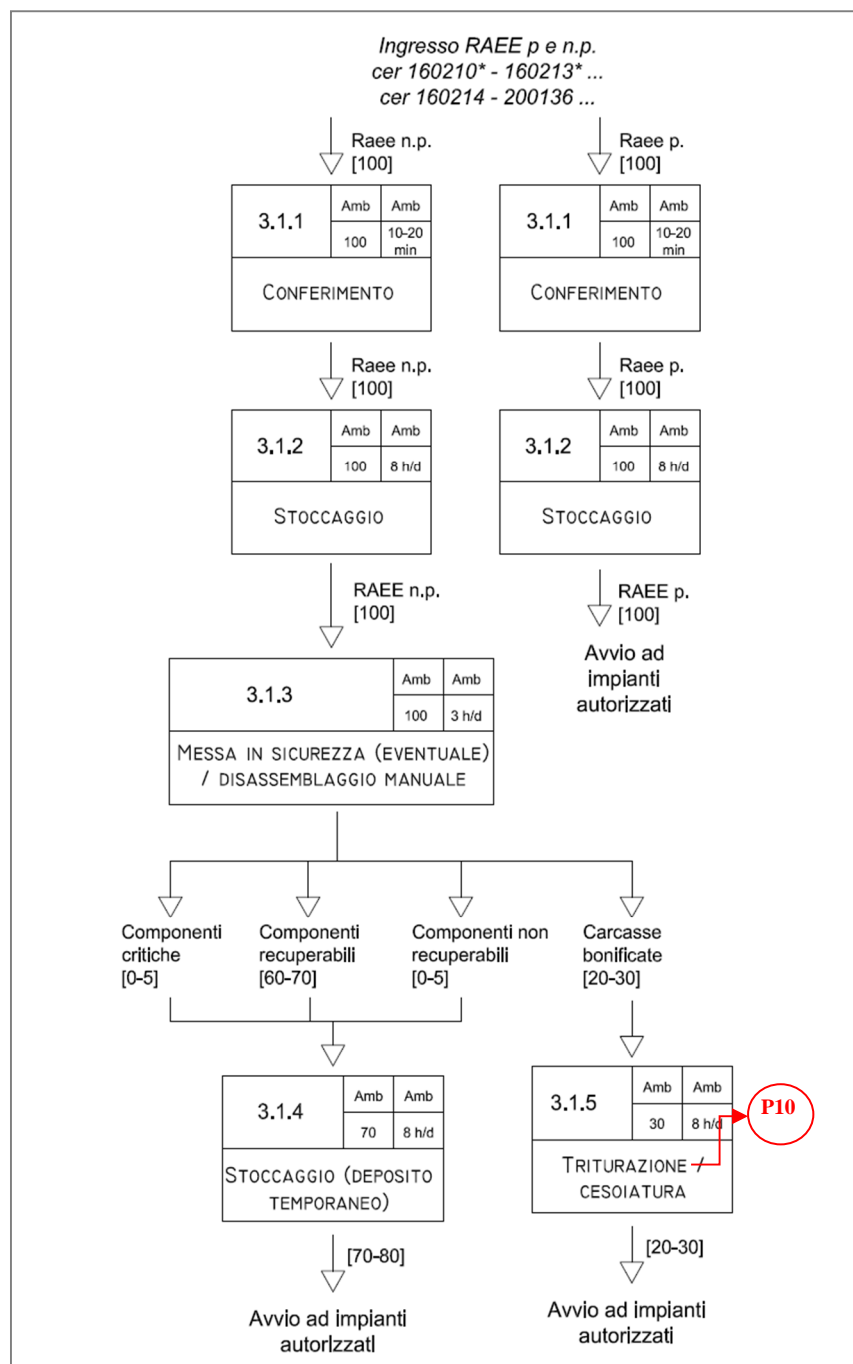 Ingresso RAEE p e n.p.
cer 160210* - 160213* ...
cer 160214 - 200136 ...
Raee n.p.
[100]
Raee p.
[100]
3.1.1
Amb
Amb
100
10-20
min
CONFERIMENTO
3.1.1
Amb
Amb
100
10-20
min
CONFERIMENTO
Raee n.p.
[100]
Raee p.
[100]
3.1.2
Amb
Amb
100
8 h/d
STOCCAGGIO
3.1.2
Amb
Amb
100
8 h/d
STOCCAGGIO
RAEE n.p.
[100]
RAEE p.
[100]
Avvio ad
impianti
autorizzati
3.1.3
Amb
Amb
100
3 h/d
MESSA IN SICUREZZA (EVENTUALE)
/ DISASSEMBLAGGIO MANUALE
Componenti
critiche
[0-5]
Componenti
recuperabili
[60-70]
Componenti non
recuperabili
[0-5]
Carcasse
bonificate
[20-30]
3.1.4
Amb
Amb
70
8 h/d
STOCCAGGIO (DEPOSITO
TEMPORANEO)
3.1.5
Amb
Amb
30
8 h/d
TRITURAZIONE /
CESOIATURA
P10
[70-80]
[20-30]
Avvio ad impianti
autorizzati
Avvio ad impianti
autorizzati